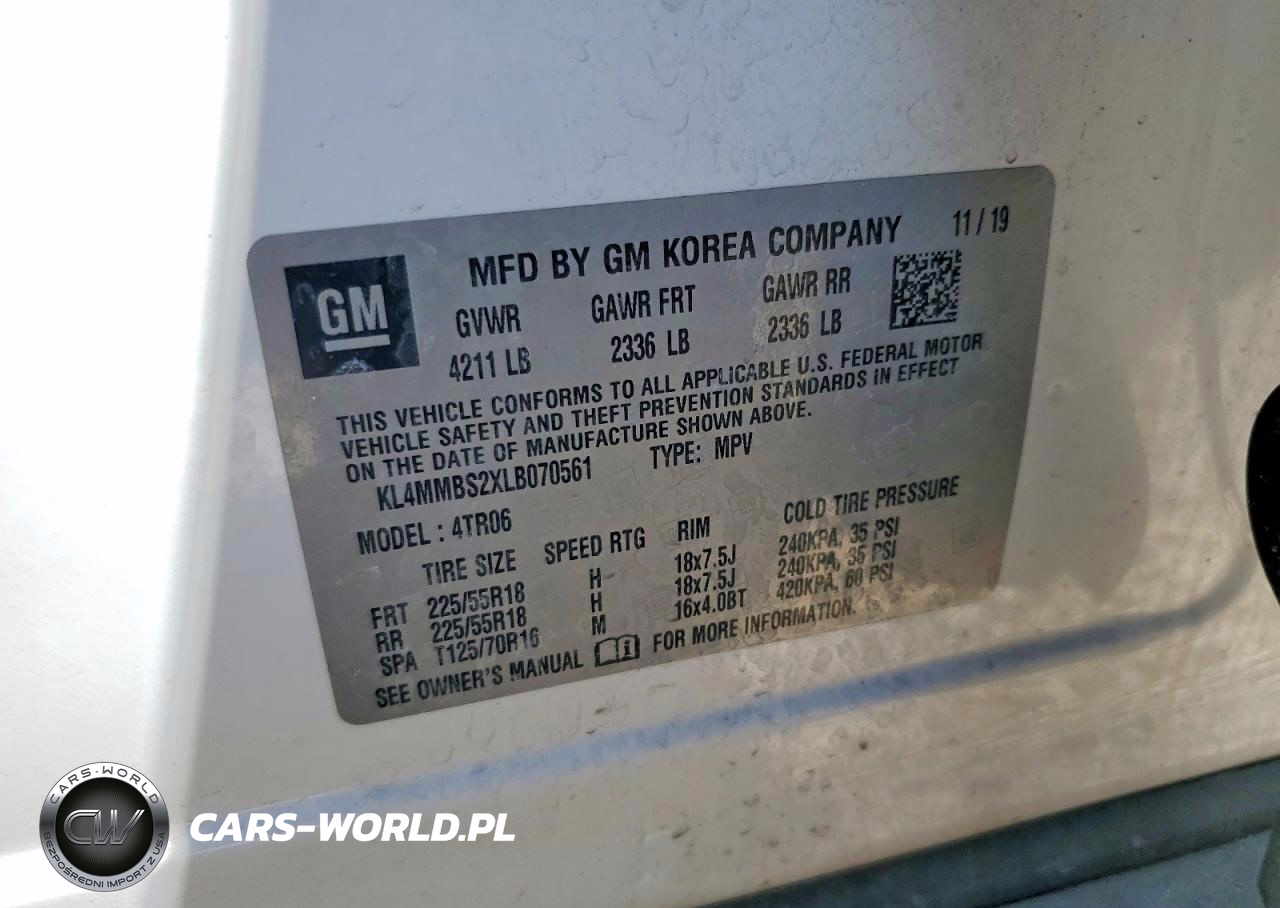 MFD BY GM KOREA COMPANY 11/19
GM
GVWR GAWR FRT GAWR RR
4211 LB 2336 LB 2336 LB
THIS VEHICLE CONFORMS TO ALL APPLICABLE U.S. FEDERAL MOTOR
VEHICLE SAFETY AND THEFT PREVENTION STANDARDS IN EFFECT
ON THE DATE OF MANUFACTURE SHOWN ABOVE.
KL4MMBS2XLB070561 TYPE: MPV
MODEL : 4TR06
TIRE SIZE SPEED RTG RIM COLD TIRE PRESSURE
FRT 225/55R18 H 18x7.5J 240KPA, 35 PSI
RR 225/55R18 H 18x7.5J 240KPA, 35 PSI
SPA T125/70R16 M 16x4.0BT 420KPA, 60 PSI
SEE OWNER'S MANUAL FOR MORE INFORMATION.
CARS-WORLD
CW
BEZPOŚREDNI IMPORT Z USA
CARS-WORLD.PL